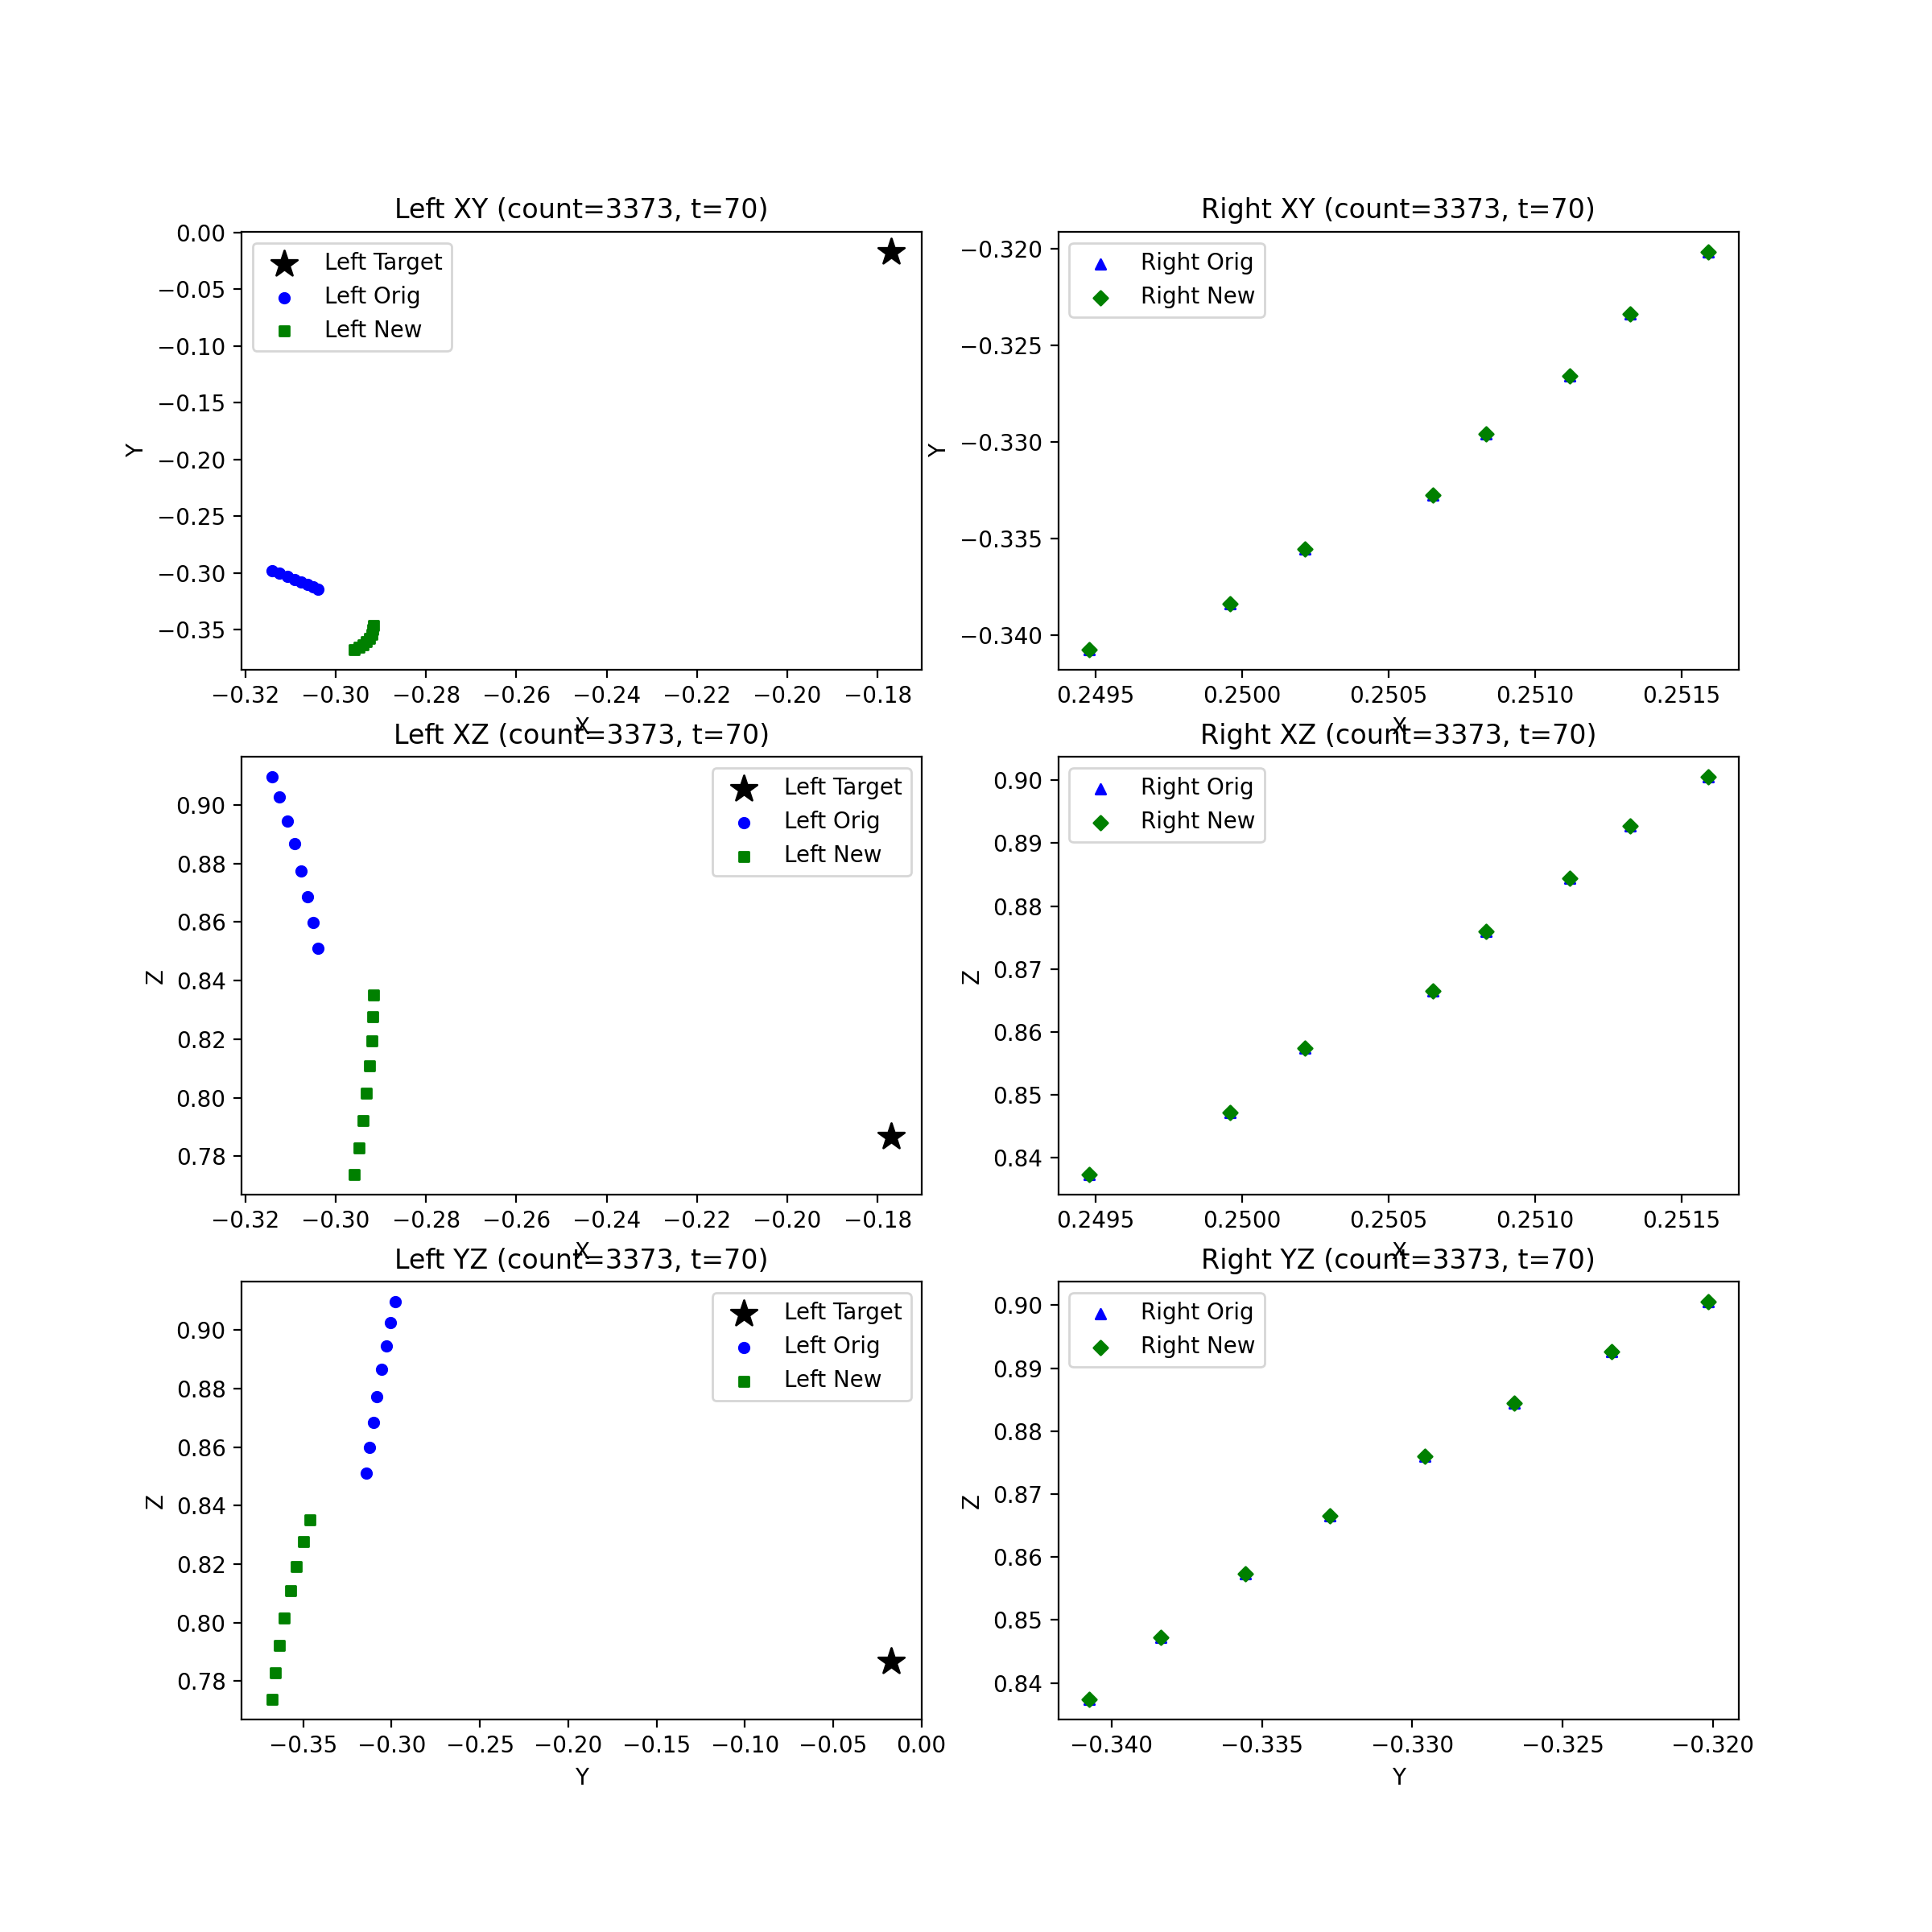 Left XY (count=3373, t=70)
Right XY (count=3373, t=70)
Left Target
Left Orig
Left New
Right Orig
Right New
0.00
−0.05
−0.10
−0.15
−0.20
−0.25
−0.30
−0.35
Y
−0.32 −0.30 −0.28 −0.26 −0.24 −0.22 −0.20 −0.18
X
−0.320
−0.325
−0.330
−0.335
−0.340
Y
0.2495 0.2500 0.2505 0.2510 0.2515
X
Left XZ (count=3373, t=70)
Right XZ (count=3373, t=70)
Left Target
Left Orig
Left New
Right Orig
Right New
0.90
0.88
0.86
0.84
0.82
0.80
0.78
Z
−0.32 −0.30 −0.28 −0.26 −0.24 −0.22 −0.20 −0.18
X
0.90
0.89
0.88
0.87
0.86
0.85
0.84
Z
0.2495 0.2500 0.2505 0.2510 0.2515
X
Left YZ (count=3373, t=70)
Right YZ (count=3373, t=70)
Left Target
Left Orig
Left New
Right Orig
Right New
0.90
0.88
0.86
0.84
0.82
0.80
0.78
Z
−0.35 −0.30 −0.25 −0.20 −0.15 −0.10 −0.05 0.00
Y
0.90
0.89
0.88
0.87
0.86
0.85
0.84
Z
−0.340 −0.335 −0.330 −0.325 −0.320
Y